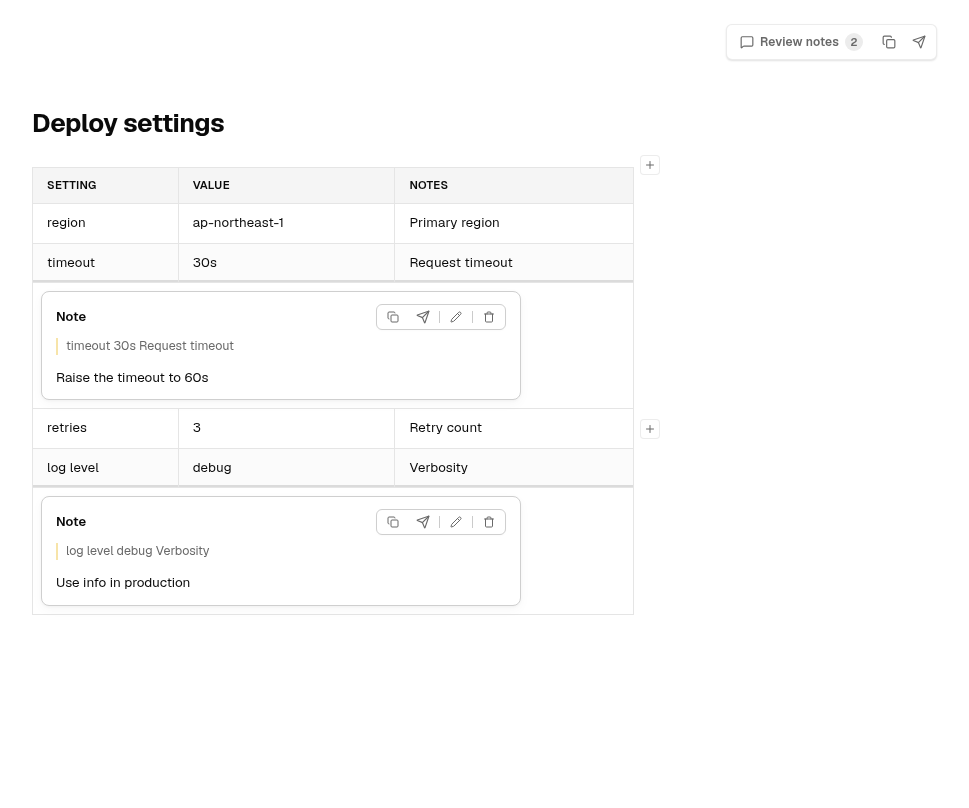 Review notes 2
Deploy settings
SETTING VALUE NOTES
region ap-northeast-1 Primary region
timeout 30s Request timeout
Note
timeout 30s Request timeout
Raise the timeout to 60s
retries 3 Retry count
log level debug Verbosity
Note
log level debug Verbosity
Use info in production